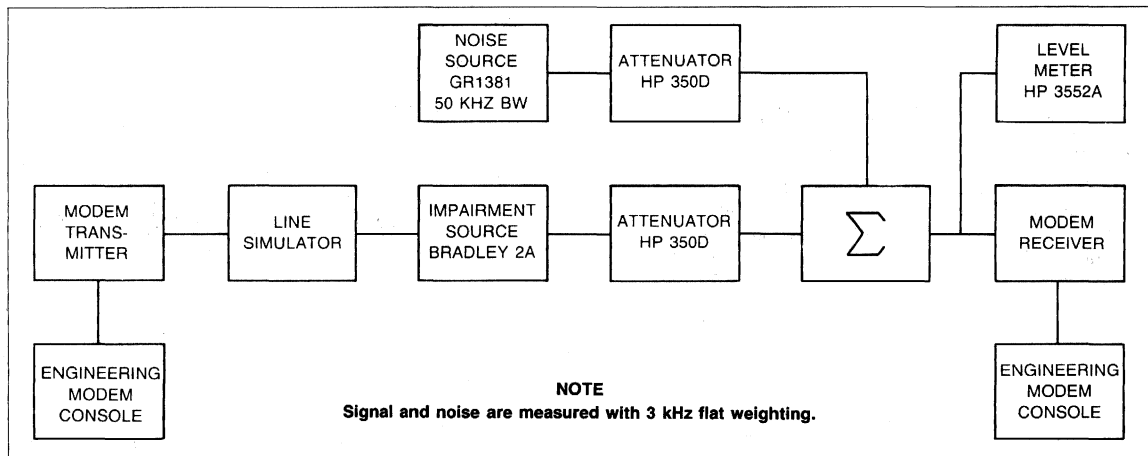 NOISE
SOURCE
GR1381
50 KHZ BW
ATTENUATOR
HP 350D
LEVEL
METER
HP 3552A
MODEM
TRANS-
MITTER
LINE
SIMULATOR
IMPAIRMENT
SOURCE
BRADLEY 2A
ATTENUATOR
HP 350D
Σ
MODEM
RECEIVER
ENGINEERING
MODEM
CONSOLE
NOTE
Signal and noise are measured with 3 kHz flat weighting.
ENGINEERING
MODEM
CONSOLE